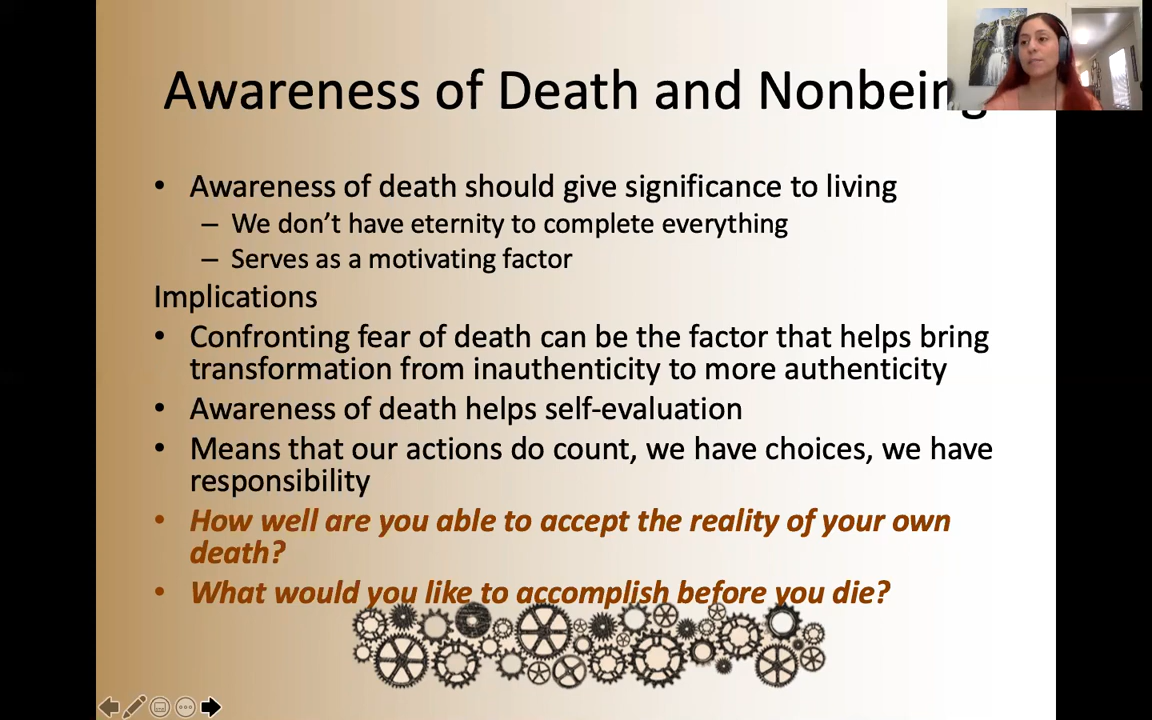 Awareness of Death and Nonbeing
• Awareness of death should give significance to living
– We don’t have eternity to complete everything
– Serves as a motivating factor
Implications
• Confronting fear of death can be the factor that helps bring
transformation from inauthenticity to more authenticity
• Awareness of death helps self-evaluation
• Means that our actions do count, we have choices, we have
responsibility
• How well are you able to accept the reality of your own
death?
• What would you like to accomplish before you die?